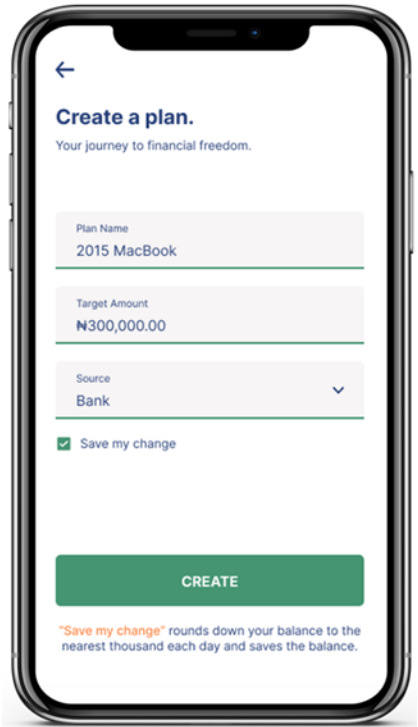 Create a plan.
Your journey to financial freedom.
Plan Name
2015 MacBook
Target Amount
₦300,000.00
Source
Bank
Save my change
CREATE
"Save my change" rounds down your balance to the
nearest thousand each day and saves the balance.